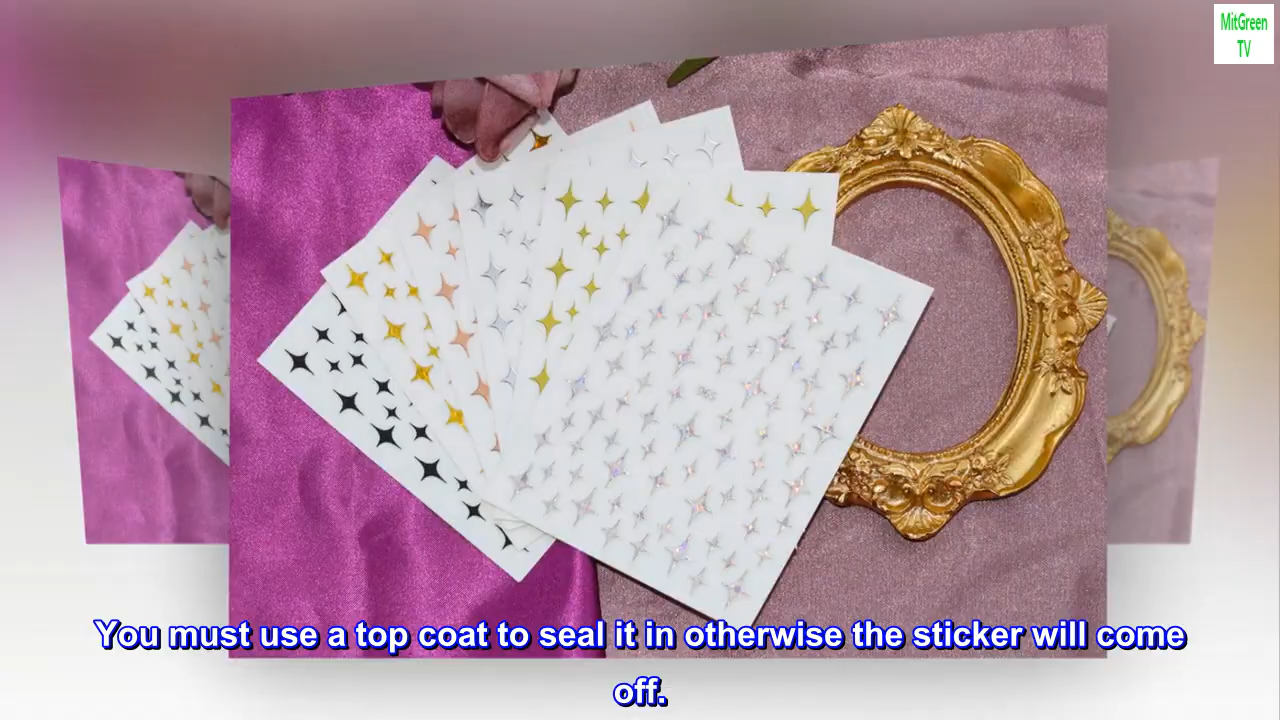 MitGreen
TV
You must use a top coat to seal it in otherwise the sticker will come
off.